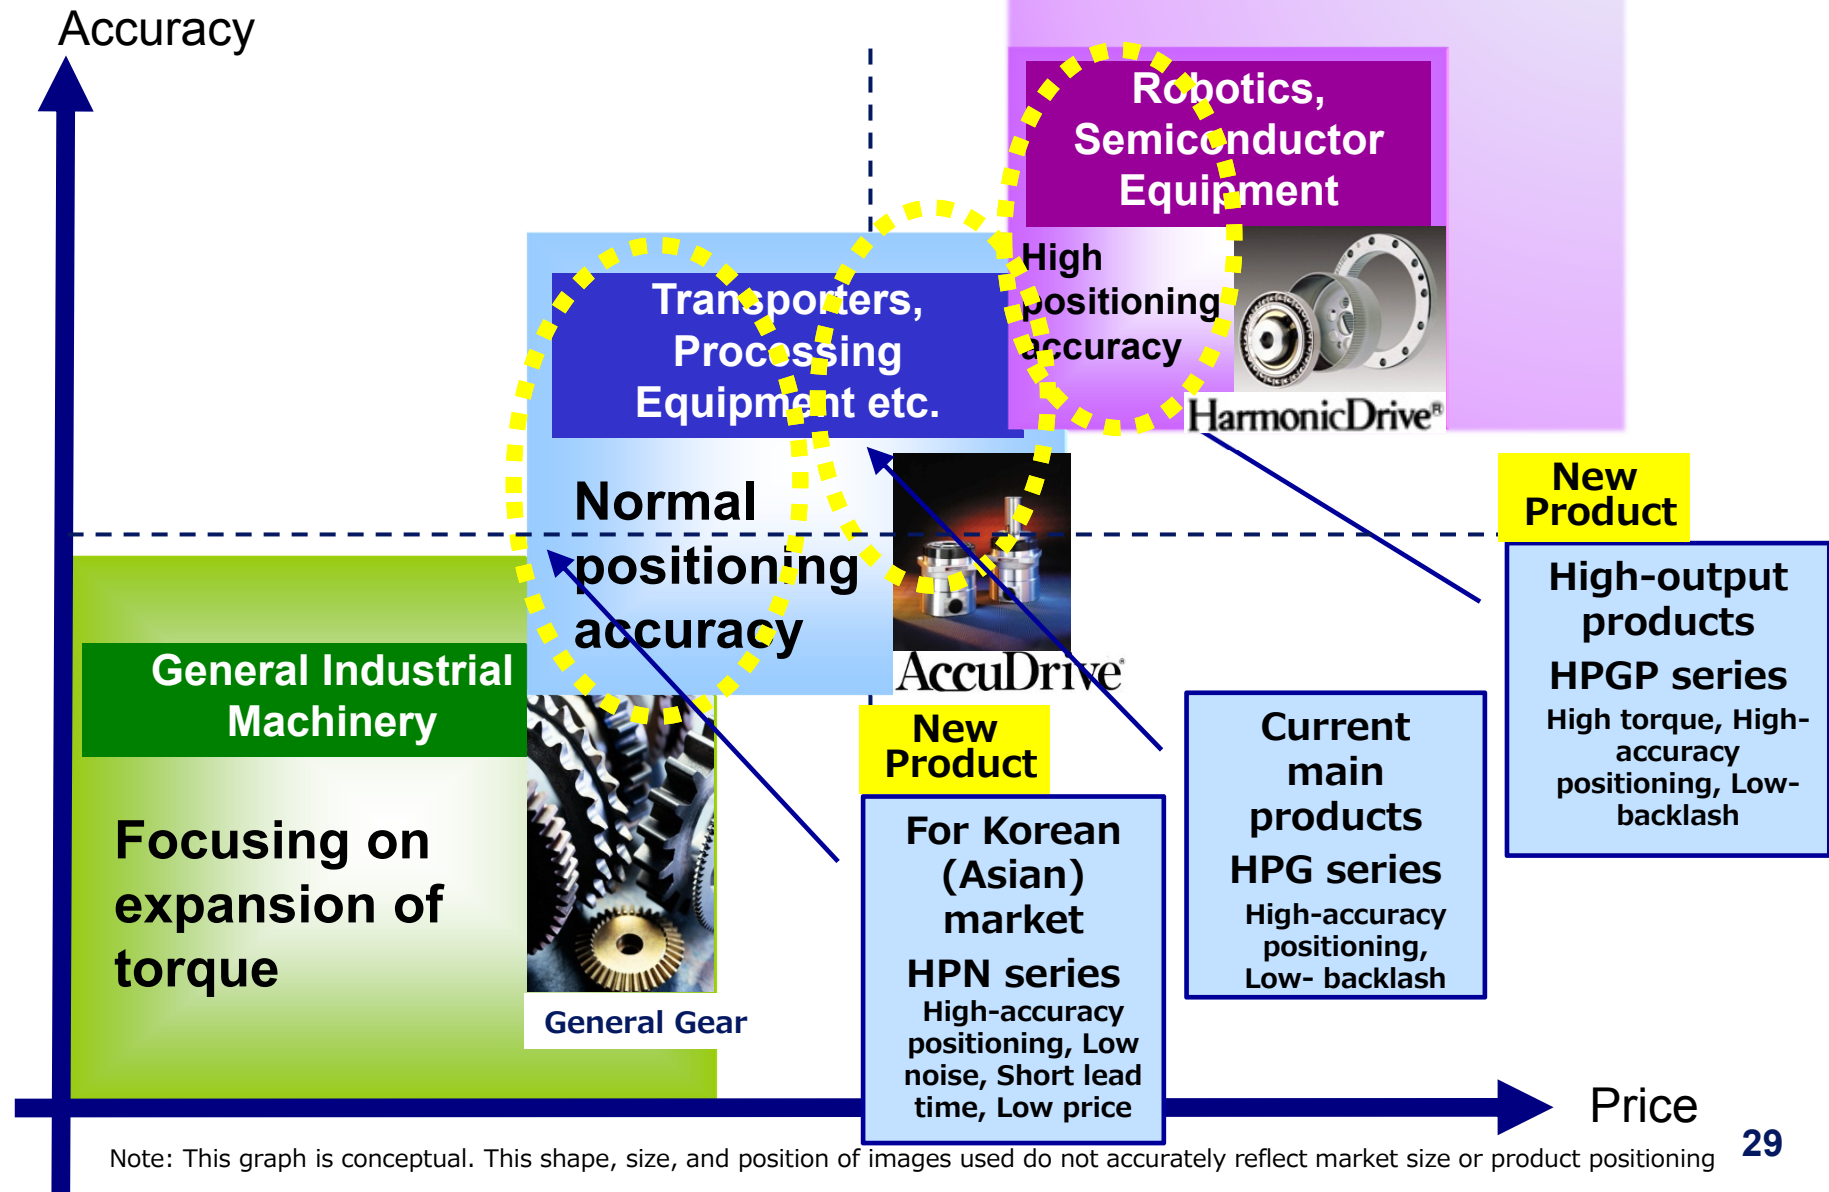 Accuracy
Robotics,
Semiconductor
Equipment
High
positioning
accuracy
HarmonicDrive®
Transporters,
Processing
Equipment etc.
Normal
positioning
accuracy
AccuDrive®
General Industrial
Machinery
Focusing on
expansion of
torque
General Gear
New
Product
For Korean
(Asian)
market
HPN series
High-accuracy
positioning, Low
noise, Short lead
time, Low price
Current
main
products
HPG series
High-accuracy
positioning,
Low- backlash
New
Product
High-output
products
HPGP series
High torque, High-
accuracy
positioning, Low-
backlash
Price
Note: This graph is conceptual. This shape, size, and position of images used do not accurately reflect market size or product positioning
29